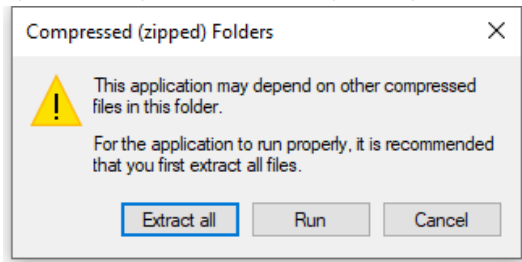 Compressed (zipped) Folders
This application may depend on other compressed
files in this folder.
For the application to run properly, it is recommended
that you first extract all files.
Extract all Run Cancel